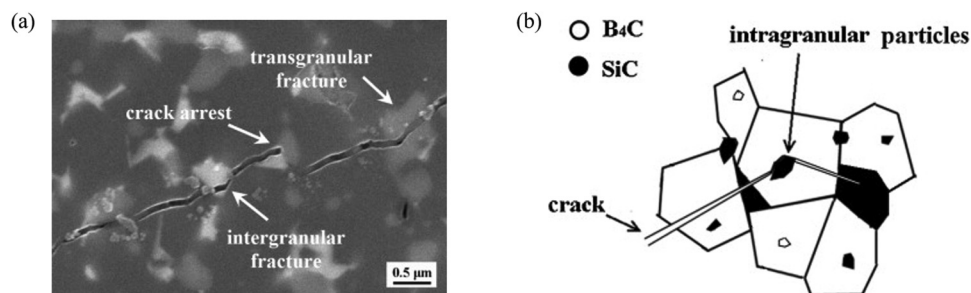 (a)
transgranular
fracture
crack arrest
intergranular
fracture
0.5 μm
(b)
B₄C
SiC
intragranular particles
crack